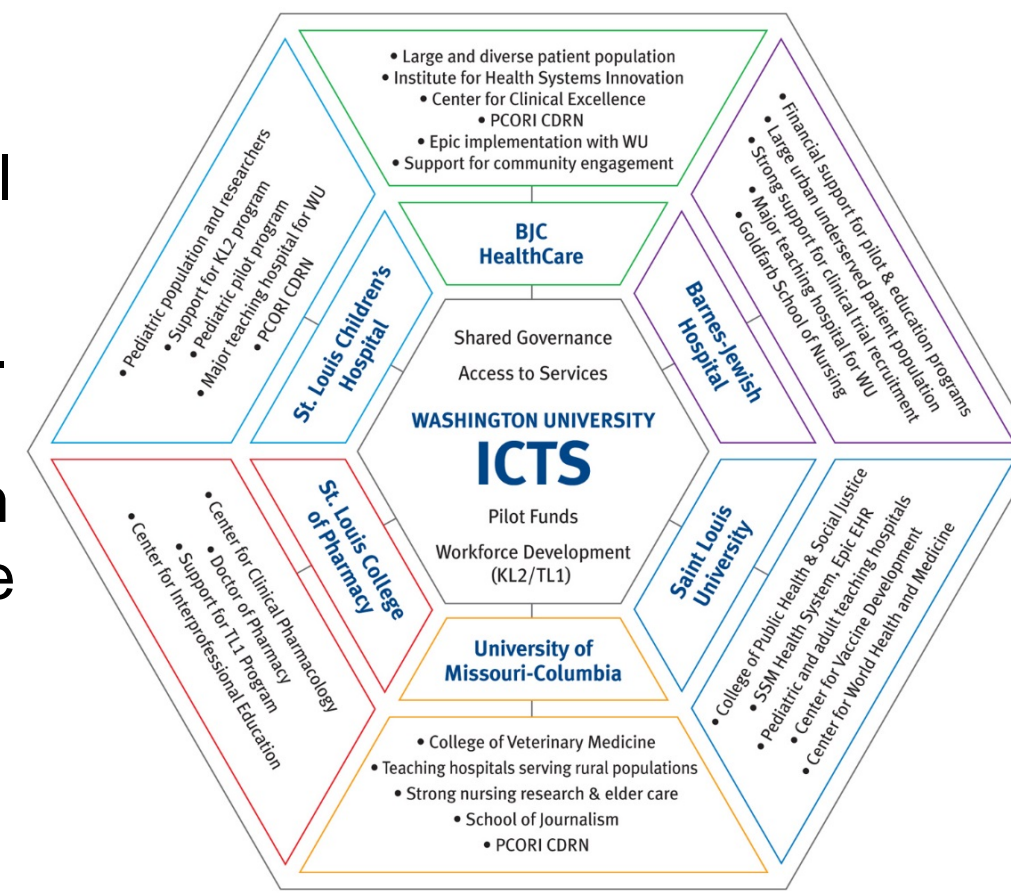 • Large and diverse patient population
• Institute for Health Systems Innovation
• Center for Clinical Excellence
• PCORI CDRN
• Epic implementation with WU
• Support for community engagement
BJC
HealthCare
• Financial support for pilot & education programs
• Large urban underserved patient population
• Strong support for clinical trial recruitment
• Major teaching hospital for WU
• Goldfarb School of Nursing
Barnes-Jewish
Hospital
• Pediatric population and researchers
• Support for KL2 program
• Pediatric pilot program
• Major teaching hospital for WU
• PCORI CDRN
St. Louis Children's
Hospital
Shared Governance
Access to Services
WASHINGTON UNIVERSITY
ICTS
Pilot Funds
Workforce Development
(KL2/TL1)
St. Louis College
of Pharmacy
• Center for Clinical Pharmacology
• Doctor of Pharmacy
• Support for TL1 Program
• Center for Interprofessional Education
Saint Louis
University
• College of Public Health & Social Justice
• SSM Health System, Epic EHR
• Pediatric and adult teaching hospitals
• Center for Vaccine Development
• Center for World Health and Medicine
University of
Missouri-Columbia
• College of Veterinary Medicine
• Teaching hospitals serving rural populations
• Strong nursing research & elder care
• School of Journalism
• PCORI CDRN